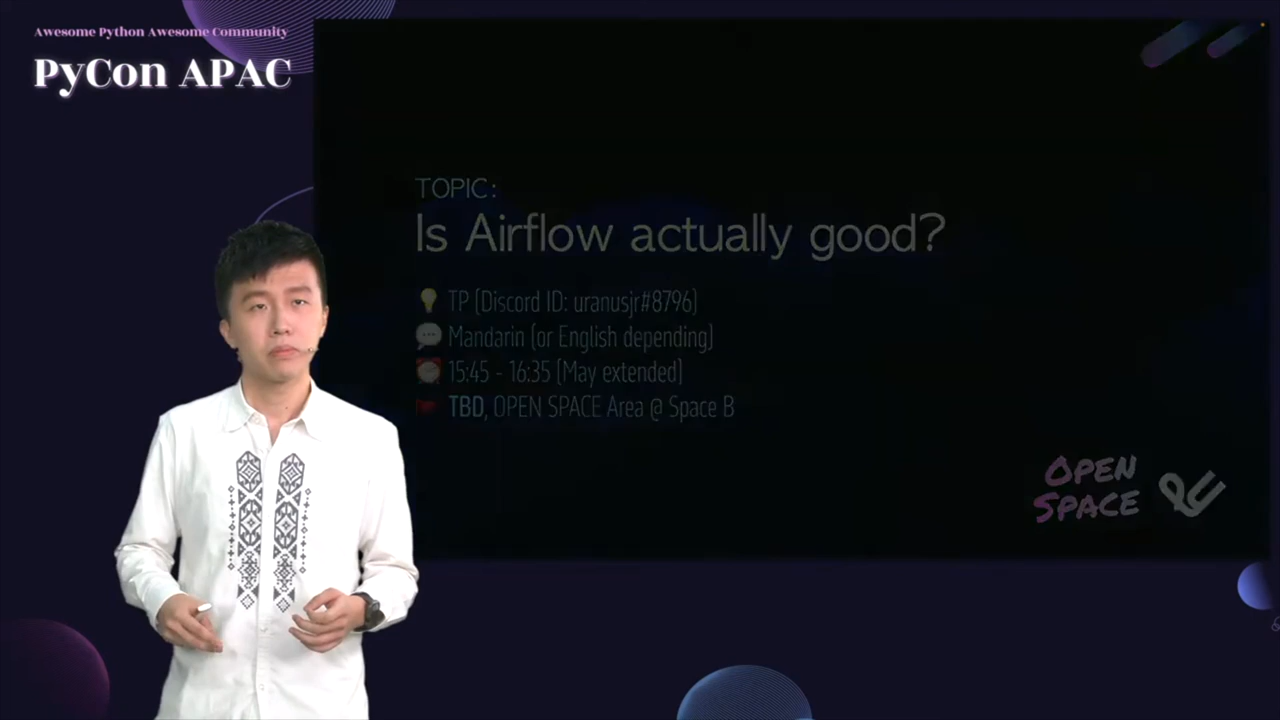 Awesome Python Awesome Community
PyCon APAC
TOPIC:
Is Airflow actually good?
TP (Discord ID: uranusjr#8796)
Mandarin (or English depending)
15:45 - 16:35 (May extended)
TBD, OPEN SPACE Area @ Space B
OPEN
SPACE